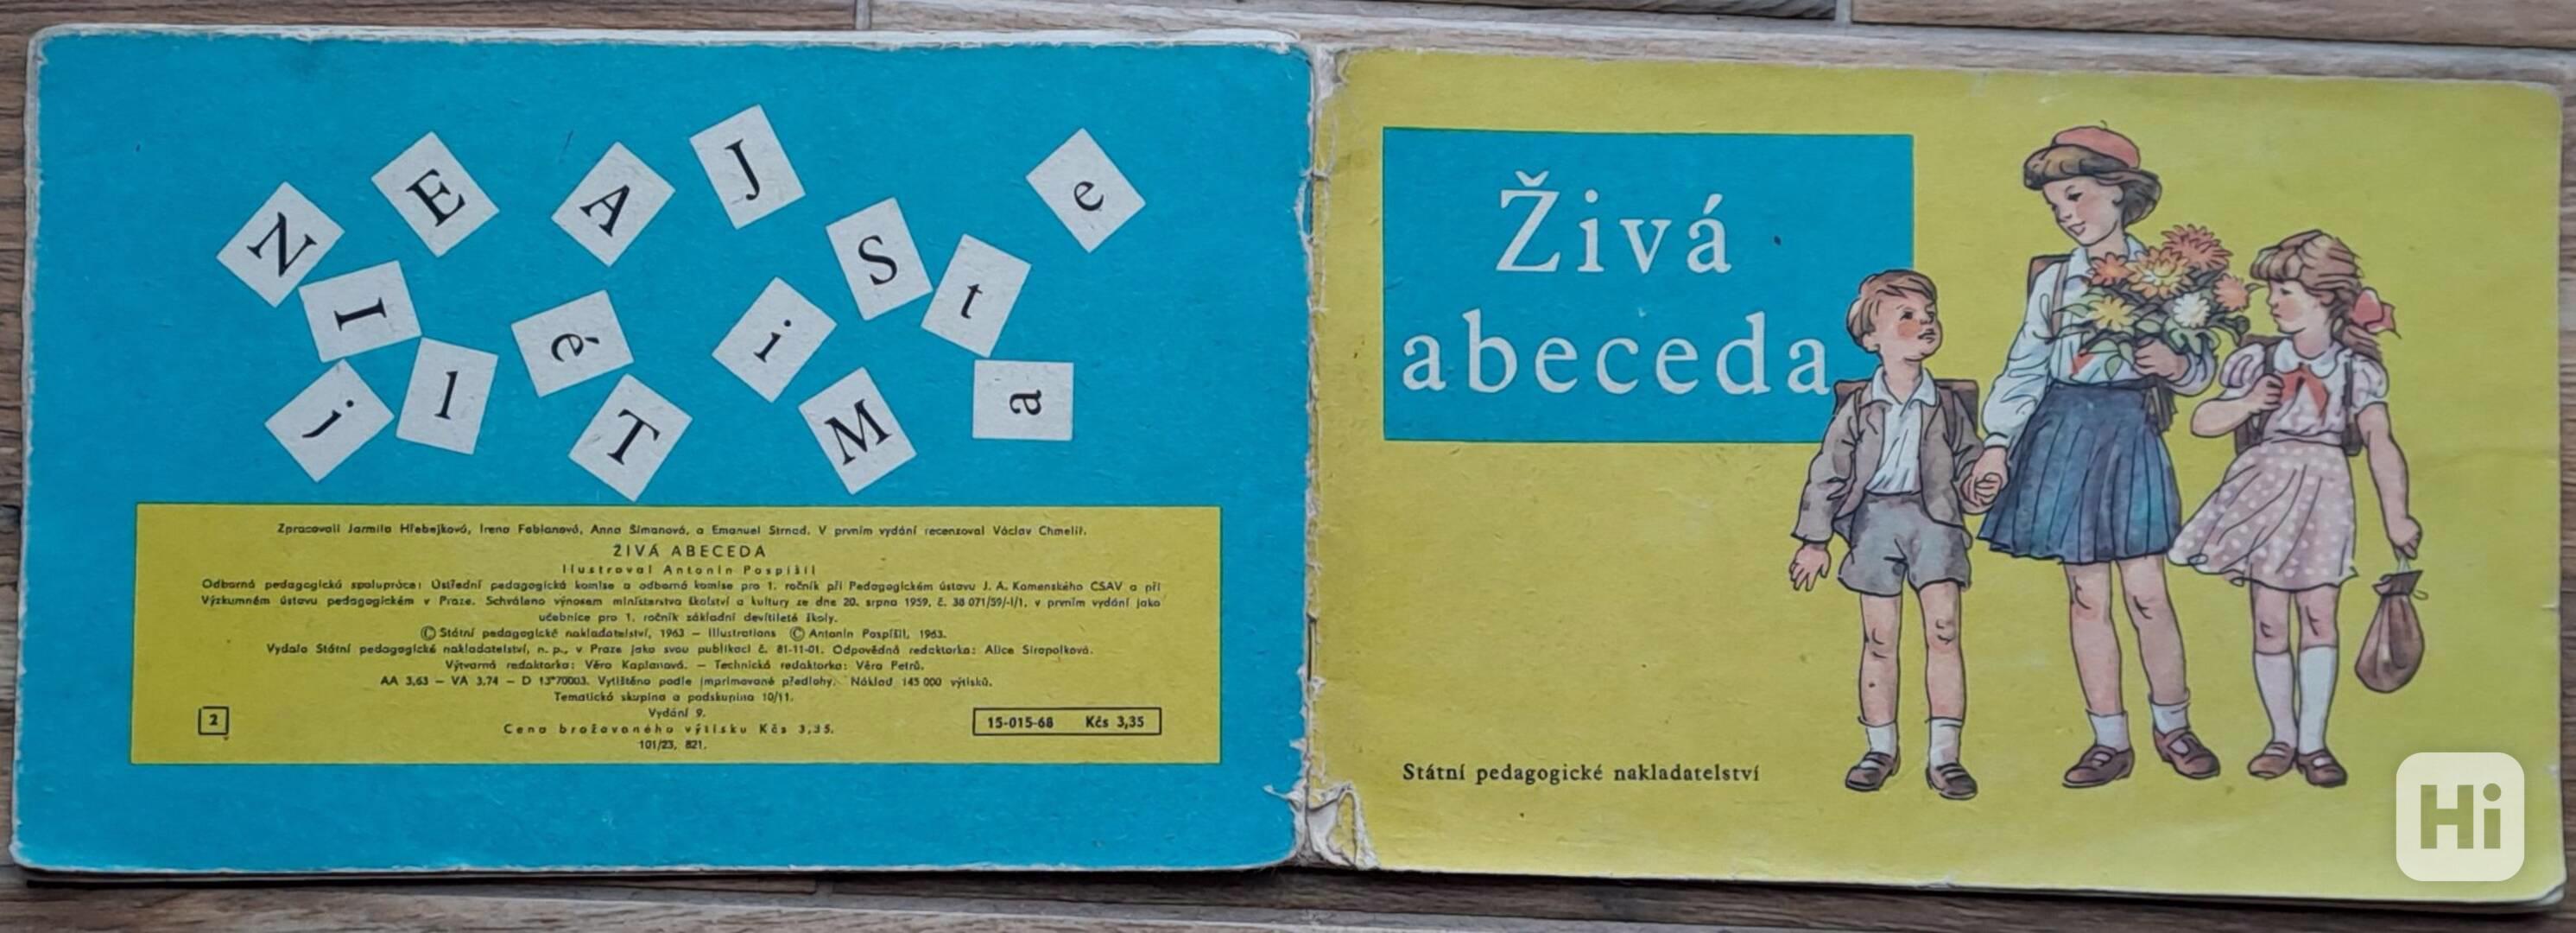 Z
E
A
J
e
I
S
t
é
i
j
l
T
M
a
Zpracovali Jarmila Hřebejková, Irena Fabianová, Anna Šimanová, a Emanuel Strnad. V prvním vydání recenzoval Václav Chmelíř.
ŽIVÁ ABECEDA
Ilustroval Antonín Pospíšil
Odborná pedagogická spolupráce: Ústřední pedagogická komise a odborná komise pro 1. ročník při Pedagogickém ústavu J. A. Komenského ČSAV a při
Výzkumném ústavu pedagogickém v Praze. Schváleno výnosem ministerstva školství a kultury ze dne 20. srpna 1959, č. 38 071/59/-I/1, v prvním vydání jako
učebnice pro 1. ročník základní devítileté školy.
© Státní pedagogické nakladatelství, 1963 – Illustrations © Antonín Pospíšil, 1963.
Vydalo Státní pedagogické nakladatelství, n. p., v Praze jako svou publikaci č. 81-11-01. Odpovědná redaktorka: Alice Siropolková.
Výtvarná redaktorka: Věra Kaplanová. – Technická redaktorka: Věra Petrů.
AA 3,63 – VA 3,74 – D 13*70003. Vytištěno podle imprimované předlohy. Náklad 145 000 výtisků.
Tematická skupina a podskupina 10/11.
Vydání 9.
Cena brožovaného výtisku Kčs 3,35.
101/23, 821.
2
15-015-68 Kčs 3,35
Živá
abeceda
Státní pedagogické nakladatelství
Hi